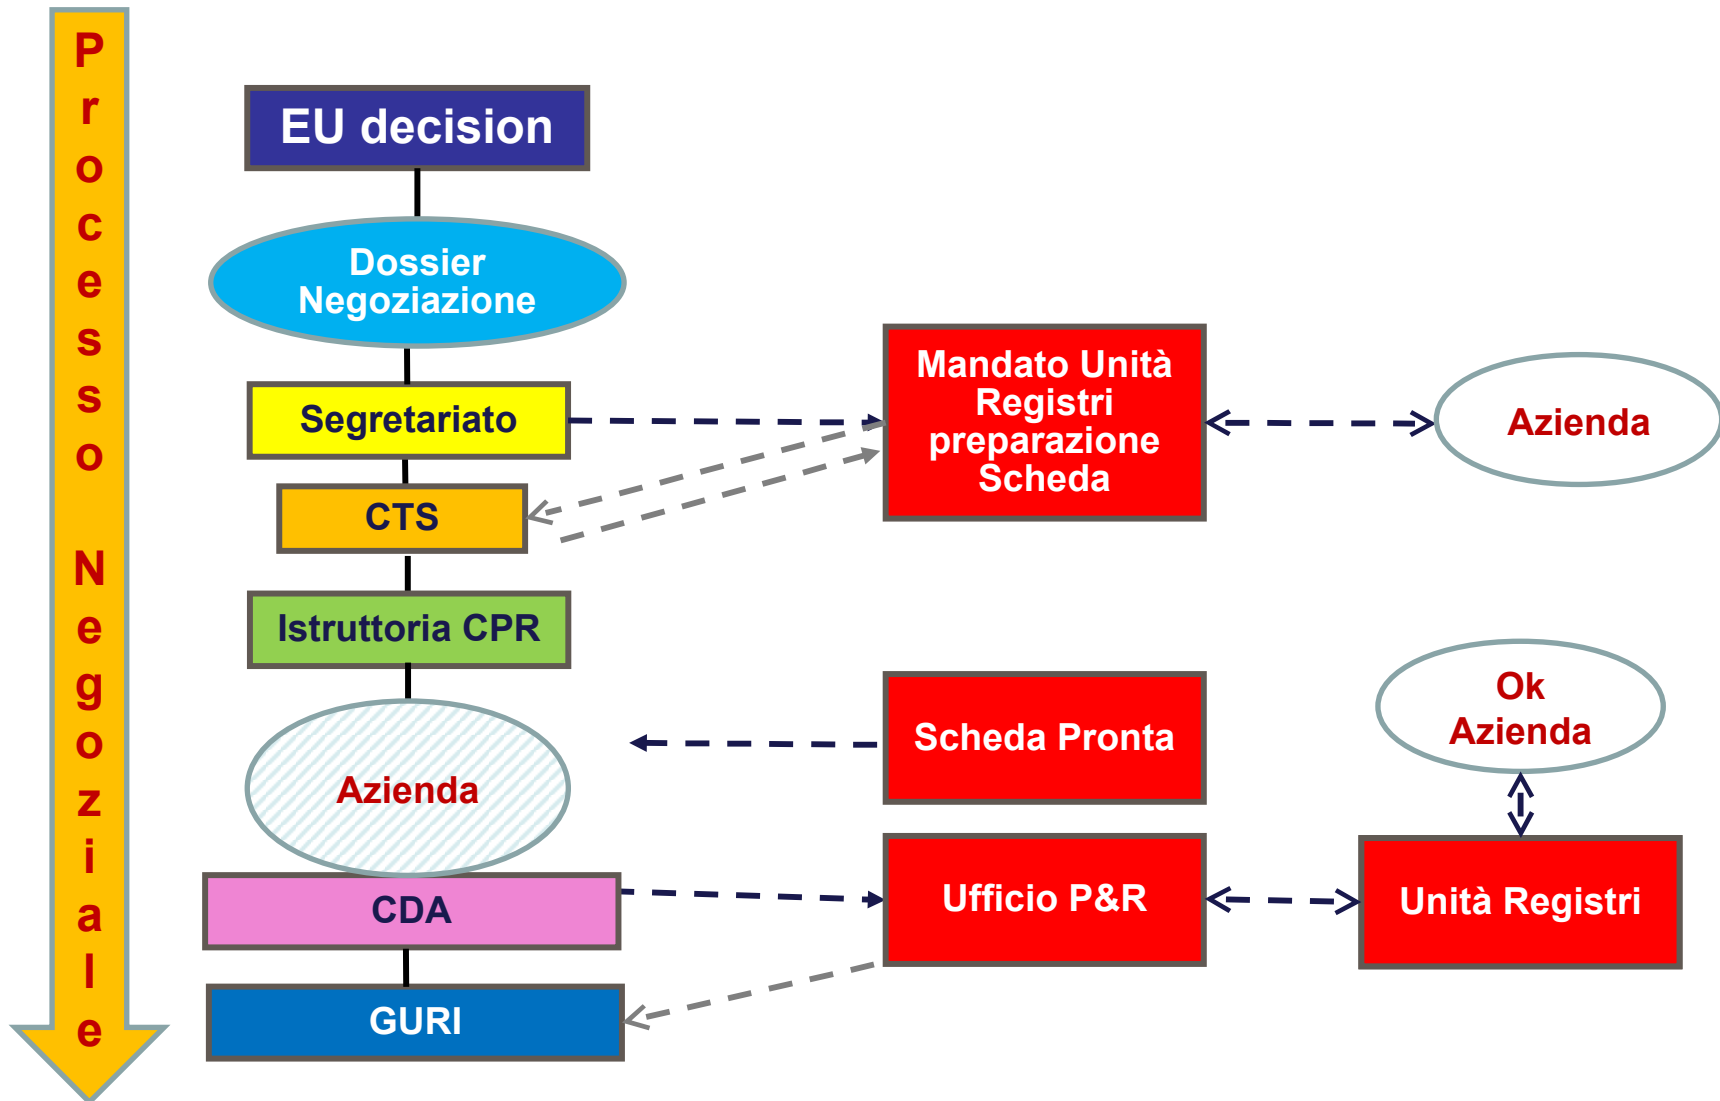 Processo Negoziale
EU decision
Dossier
Negoziazione
Segretariato
CTS
Istruttoria CPR
Azienda
CDA
GURI
Mandato Unità
Registri
preparazione
Scheda
Azienda
Scheda Pronta
Ok
Azienda
Ufficio P&R
Unità Registri